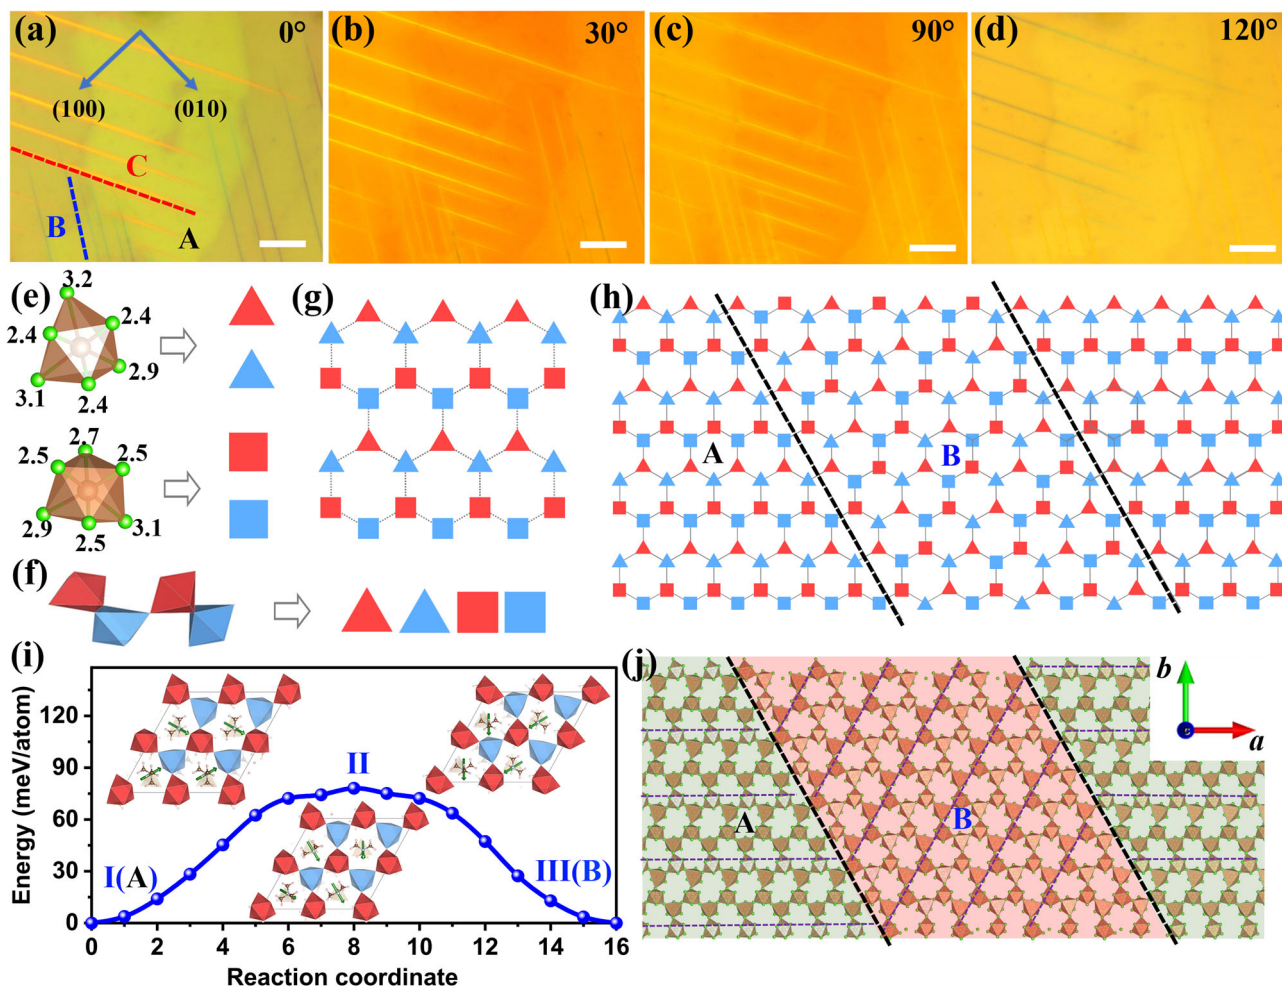 (a) 0°
(100) (010)
C
B
A
(b) 30°
(c) 90°
(d) 120°
(e)
3.2
2.4
2.4
2.9
3.1
2.4
2.7
2.5
2.5
2.9
2.5
3.1
(f)
(g)
(h)
A
B
(i)
Energy (meV/atom)
120
90
60
30
0
II
I(A)
III(B)
0 2 4 6 8 10 12 14 16
Reaction coordinate
(j)
b
a
A
B